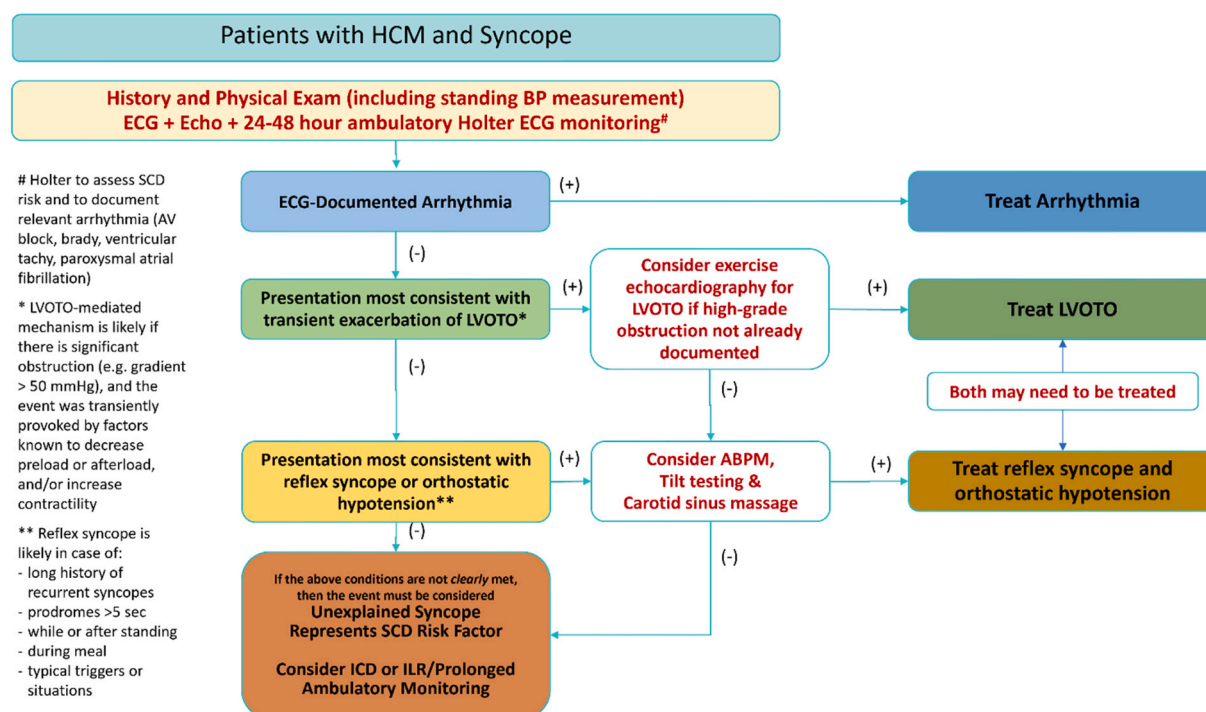 Patients with HCM and Syncope
History and Physical Exam (including standing BP measurement)
ECG + Echo + 24-48 hour ambulatory Holter ECG monitoring#
# Holter to assess SCD
risk and to document
relevant arrhythmia (AV
block, brady, ventricular
tachy, paroxysmal atrial
fibrillation)
* LVOTO-mediated
mechanism is likely if
there is significant
obstruction (e.g. gradient
> 50 mmHg), and the
event was transiently
provoked by factors
known to decrease
preload or afterload,
and/or increase
contractility
** Reflex syncope is
likely in case of:
- long history of
recurrent syncopes
- prodromes >5 sec
- while or after standing
- during meal
- typical triggers or
situations
ECG-Documented Arrhythmia
(+)
Treat Arrhythmia
(-)
Presentation most consistent with
transient exacerbation of LVOTO*
(+)
Consider exercise
echocardiography for
LVOTO if high-grade
obstruction not already
documented
(+)
Treat LVOTO
(-)
(-)
Both may need to be treated
Presentation most consistent with
reflex syncope or orthostatic
hypotension**
(+)
Consider ABPM,
Tilt testing &
Carotid sinus massage
(+)
Treat reflex syncope and
orthostatic hypotension
(-)
(-)
If the above conditions are not clearly met,
then the event must be considered
Unexplained Syncope
Represents SCD Risk Factor
Consider ICD or ILR/Prolonged
Ambulatory Monitoring